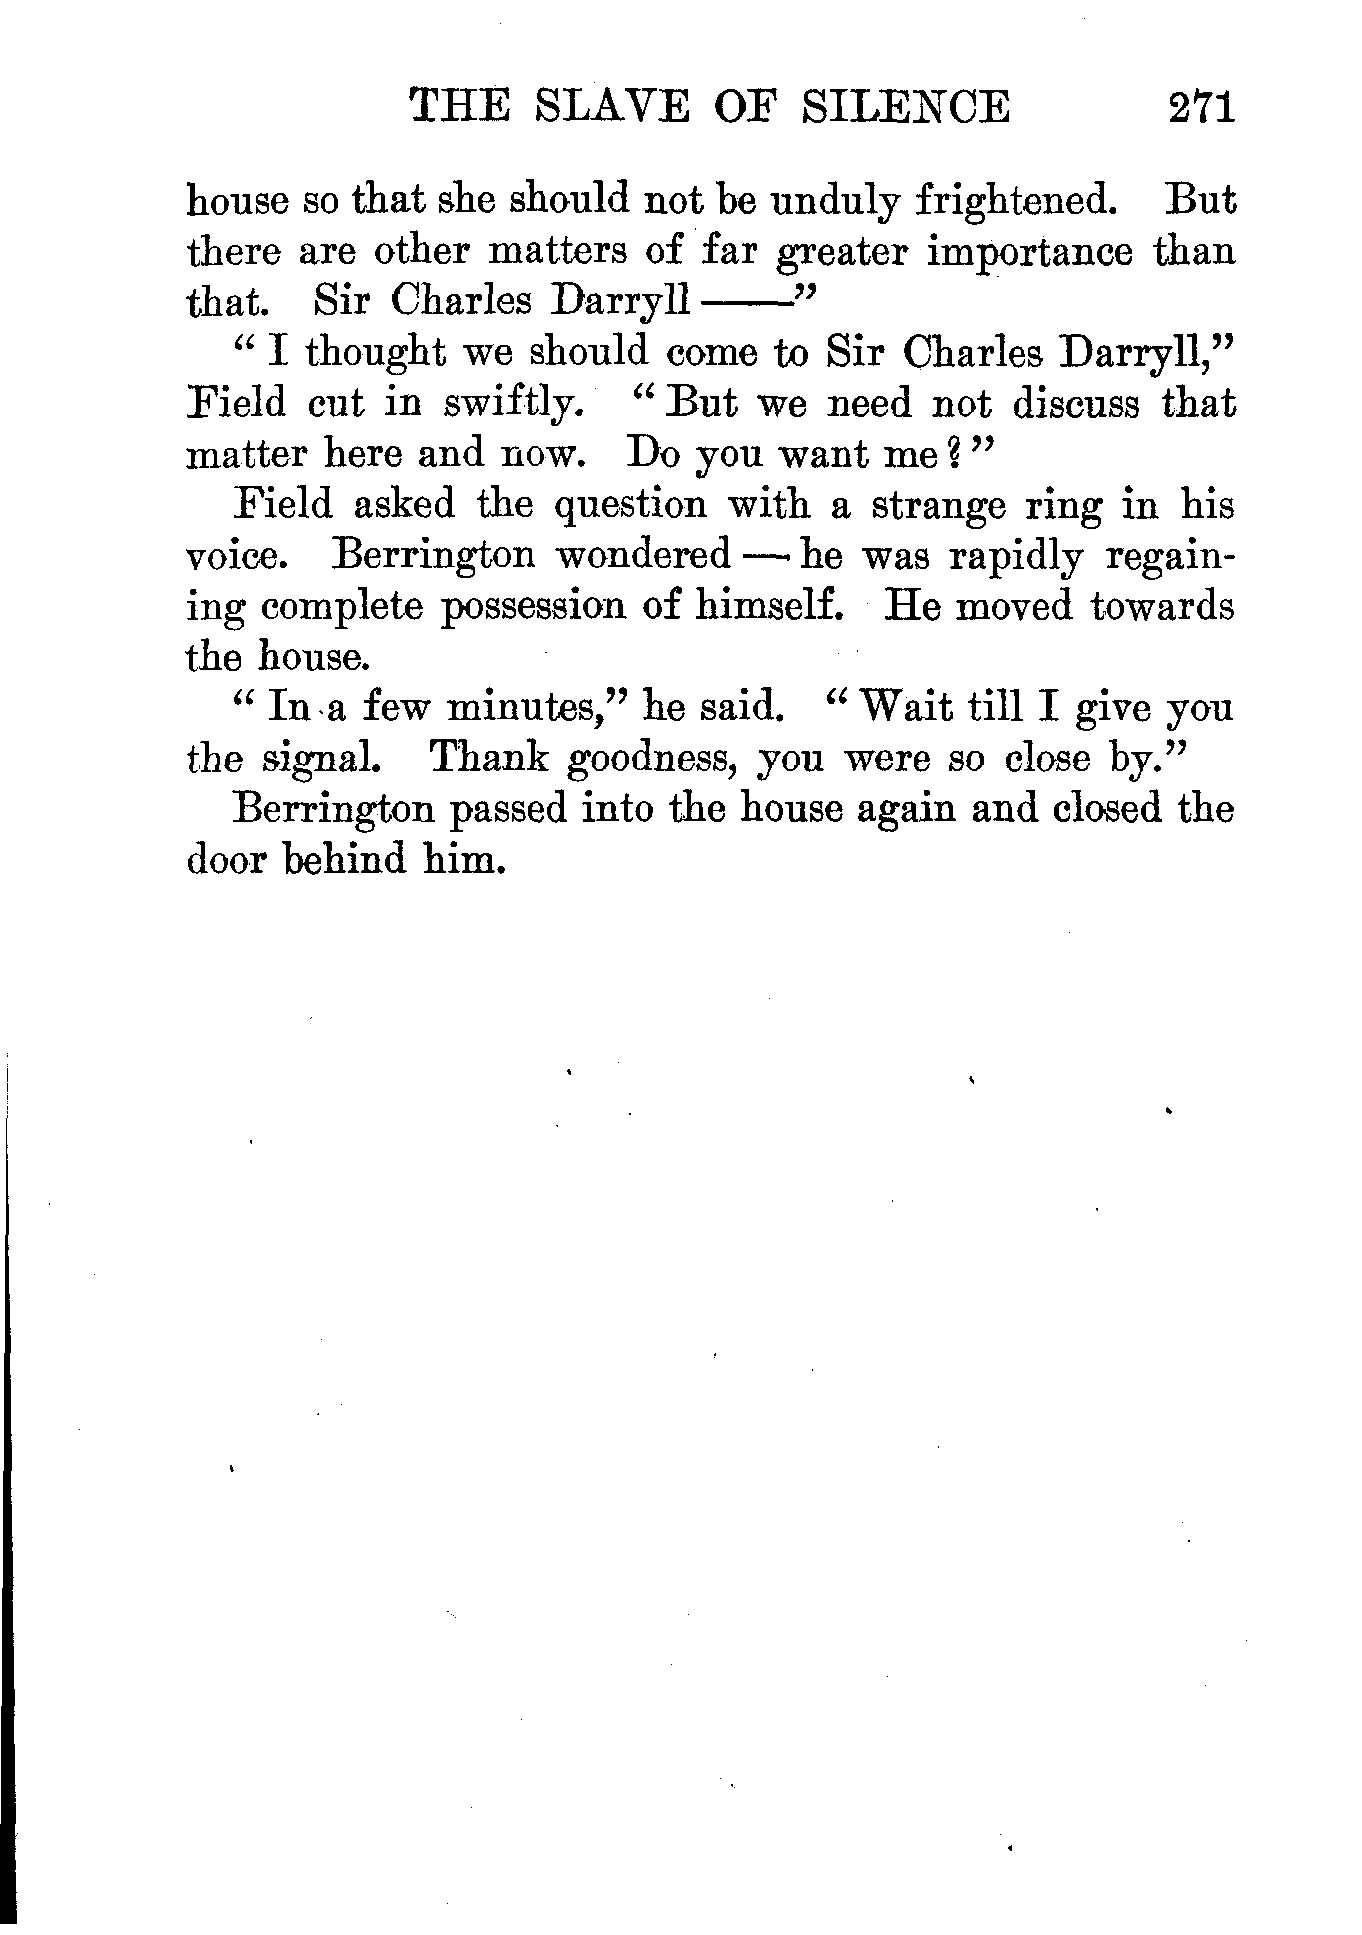 THE SLAVE OF SILENCE 271
house so that she should not be unduly frightened. But
there are other matters of far greater importance than
that. Sir Charles Darryll ——"
" I thought we should come to Sir Charles Darryll,"
Field cut in swiftly. " But we need not discuss that
matter here and now. Do you want me ? "
Field asked the question with a strange ring in his
voice. Berrington wondered — he was rapidly regain-
ing complete possession of himself. He moved towards
the house.
" In a few minutes," he said. " Wait till I give you
the signal. Thank goodness, you were so close by."
Berrington passed into the house again and closed the
door behind him.